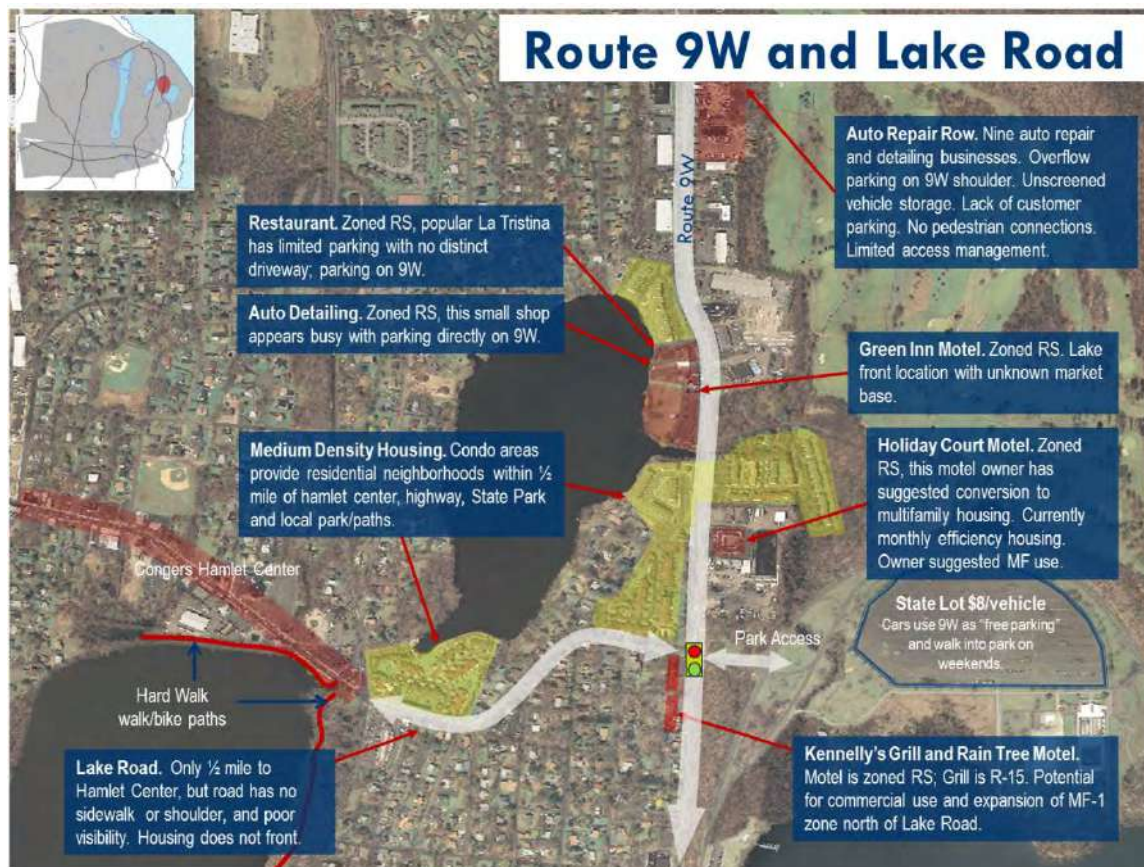 Route 9W and Lake Road
Route 9W
Auto Repair Row. Nine auto repair
and detailing businesses. Overflow
parking on 9W shoulder. Unscreened
vehicle storage. Lack of customer
parking. No pedestrian connections.
Limited access management.
Restaurant. Zoned RS, popular La Tristina
has limited parking with no distinct
driveway; parking on 9W.
Auto Detailing. Zoned RS, this small shop
appears busy with parking directly on 9W.
Green Inn Motel. Zoned RS. Lake
front location with unknown market
base.
Medium Density Housing. Condo areas
provide residential neighborhoods within ½
mile of hamlet center, highway, State Park
and local park/paths.
Holiday Court Motel. Zoned
RS, this motel owner has
suggested conversion to
multifamily housing. Currently
monthly efficiency housing.
Owner suggested MF use.
Congers Hamlet Center
State Lot $8/vehicle
Cars use 9W as "free parking"
and walk into park on
weekends.
Park Access
Hard Walk
walk/bike paths
Lake Road. Only ½ mile to
Hamlet Center, but road has no
sidewalk or shoulder, and poor
visibility. Housing does not front.
Kennelly's Grill and Rain Tree Motel.
Motel is zoned RS; Grill is R-15. Potential
for commercial use and expansion of MF-1
zone north of Lake Road.